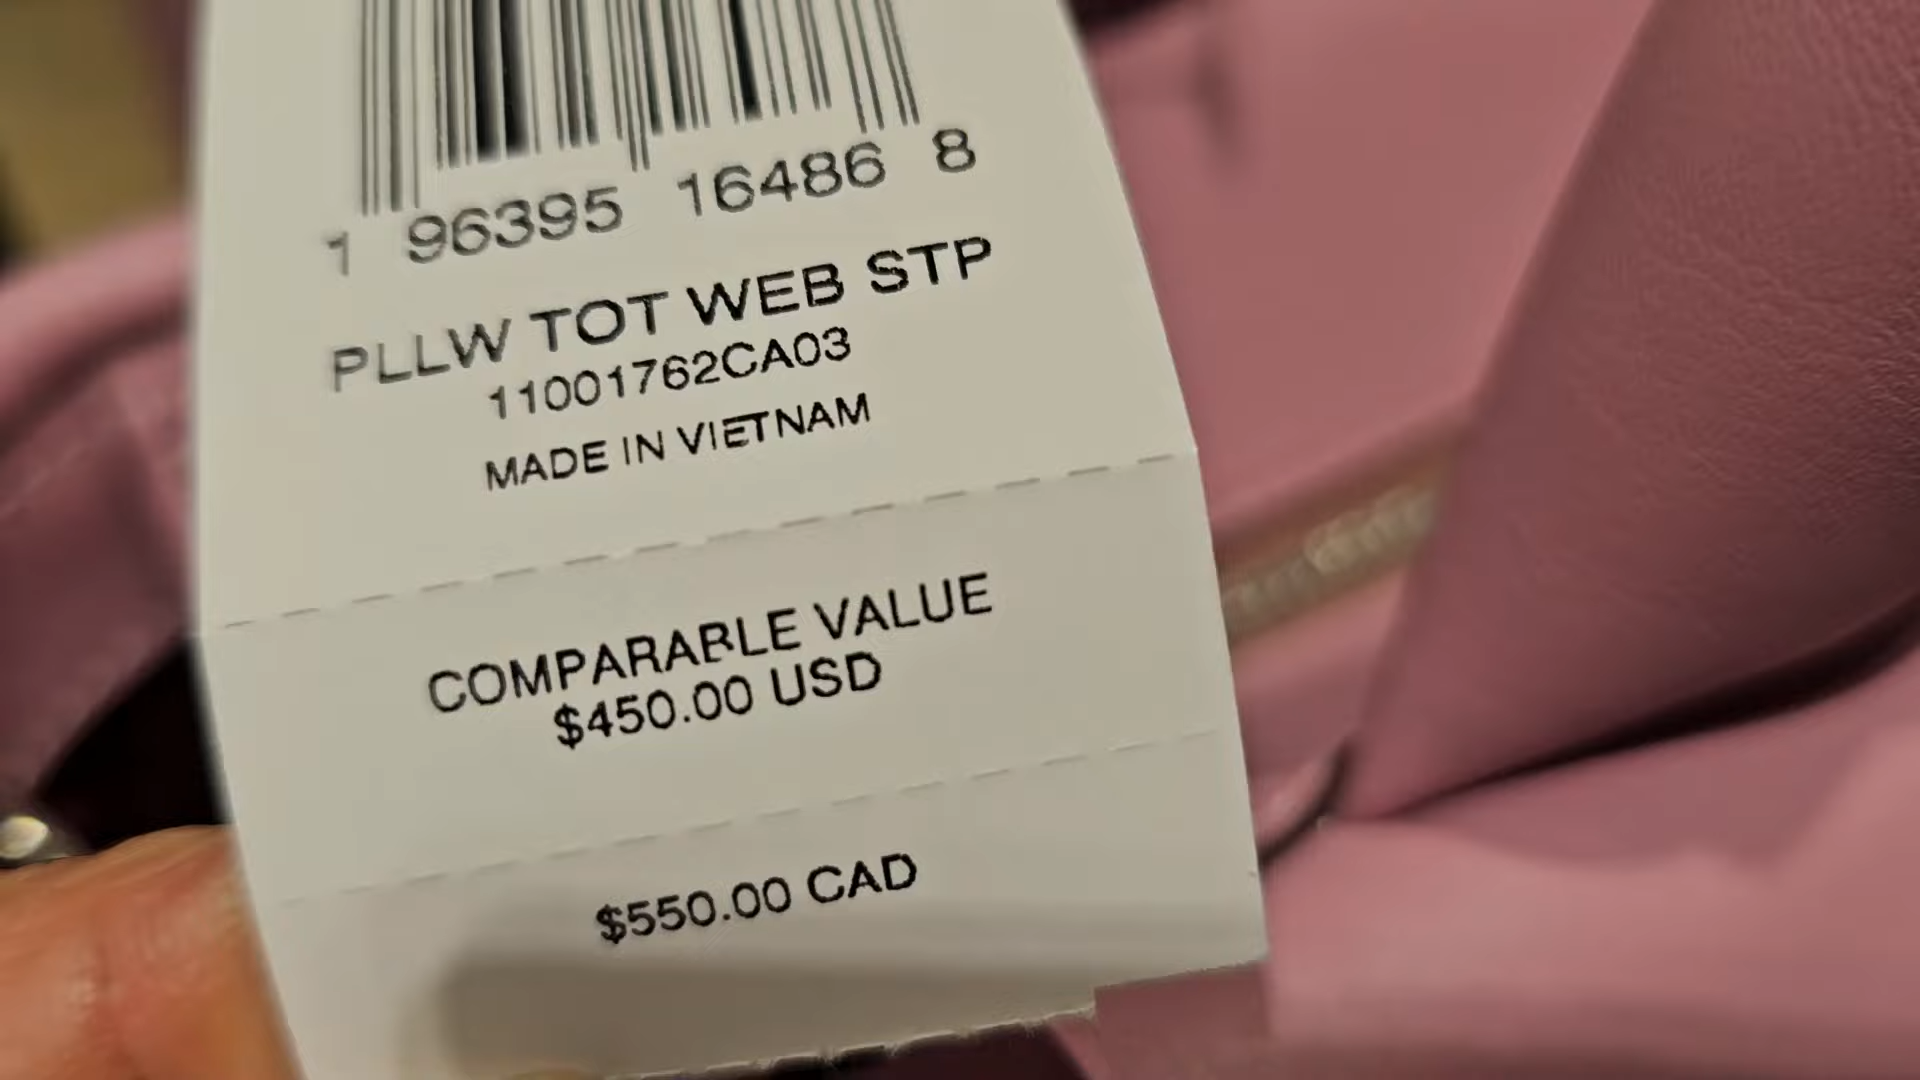 1 96395 16486 8
PLLW TOT WEB STP
11001762CA03
MADE IN VIETNAM
COMPARABLE VALUE
$450.00 USD
$550.00 CAD